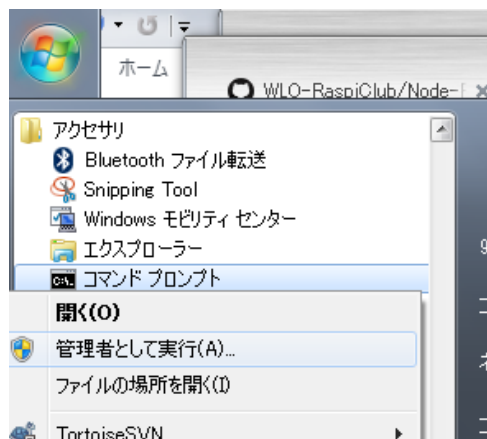 ホーム
WLO-RaspiClub/Node-
アクセサリ
Bluetooth ファイル転送
Snipping Tool
Windows モビリティ センター
エクスプローラー
コマンド プロンプト
開く(O)
管理者として実行(A)...
ファイルの場所を開く(I)
TortoiseSVN